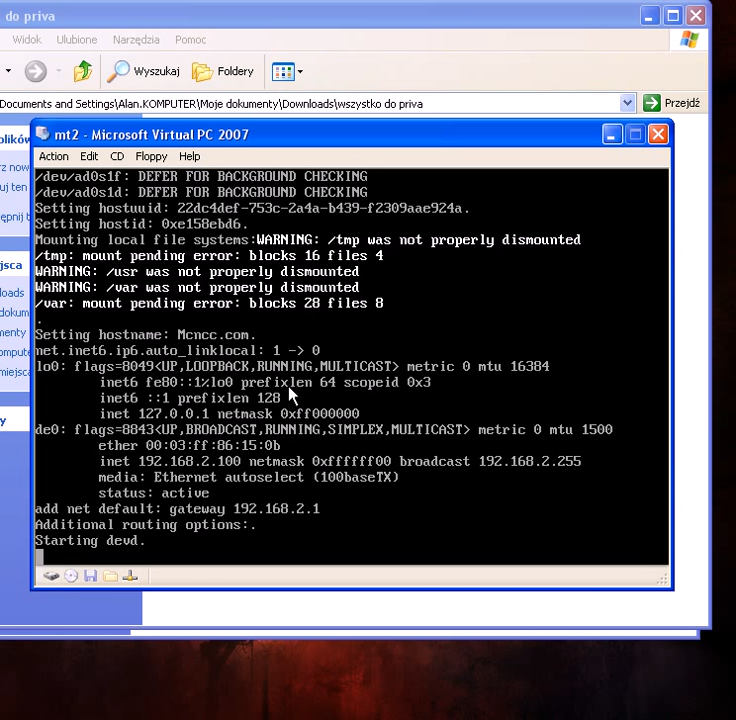 do priva
Widok Ulubione Narzędzia Pomoc
Wyszukaj Foldery
Documents and Settings\Alan.KOMPUTER\Moje dokumenty\Downloads\wszystko do priva
Przejdź
mt2 - Microsoft Virtual PC 2007
Action Edit CD Floppy Help
/dev/ad0s1f: DEFER FOR BACKGROUND CHECKING
/dev/ad0s1d: DEFER FOR BACKGROUND CHECKING
Setting hostuuid: 22dc4def-753c-2a4a-b439-f2309aae924a.
Setting hostid: 0xe158ebd6.
Mounting local file systems:WARNING: /tmp was not properly dismounted
/tmp: mount pending error: blocks 16 files 4
WARNING: /usr was not properly dismounted
WARNING: /var was not properly dismounted
/var: mount pending error: blocks 28 files 8
.
Setting hostname: Mcncc.com.
net.inet6.ip6.auto_linklocal: 1 -> 0
lo0: flags=8049<UP,LOOPBACK,RUNNING,MULTICAST> metric 0 mtu 16384
inet6 fe80::1%lo0 prefixlen 64 scopeid 0x3
inet6 ::1 prefixlen 128
inet 127.0.0.1 netmask 0xff000000
de0: flags=8843<UP,BROADCAST,RUNNING,SIMPLEX,MULTICAST> metric 0 mtu 1500
ether 00:03:ff:86:15:0b
inet 192.168.2.100 netmask 0xffffff00 broadcast 192.168.2.255
media: Ethernet autoselect (100baseTX)
status: active
add net default: gateway 192.168.2.1
Additional routing options:.
Starting devd.